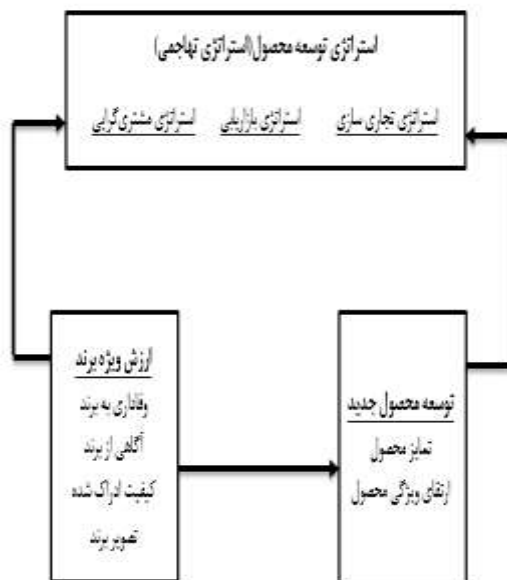 استراتژی توسعه محصول(استراتژی تهاجمی)
استراتژی تجاری سازی استراتژی بازاریابی استراتژی مشتری گرایی
توسعه محصول جدید
تمایز محصول
ارتقای ویژگی محصول
ارزش ویژه برند
وفاداری به برند
آگاهی از برند
کیفیت ادراک شده
تصویر برند